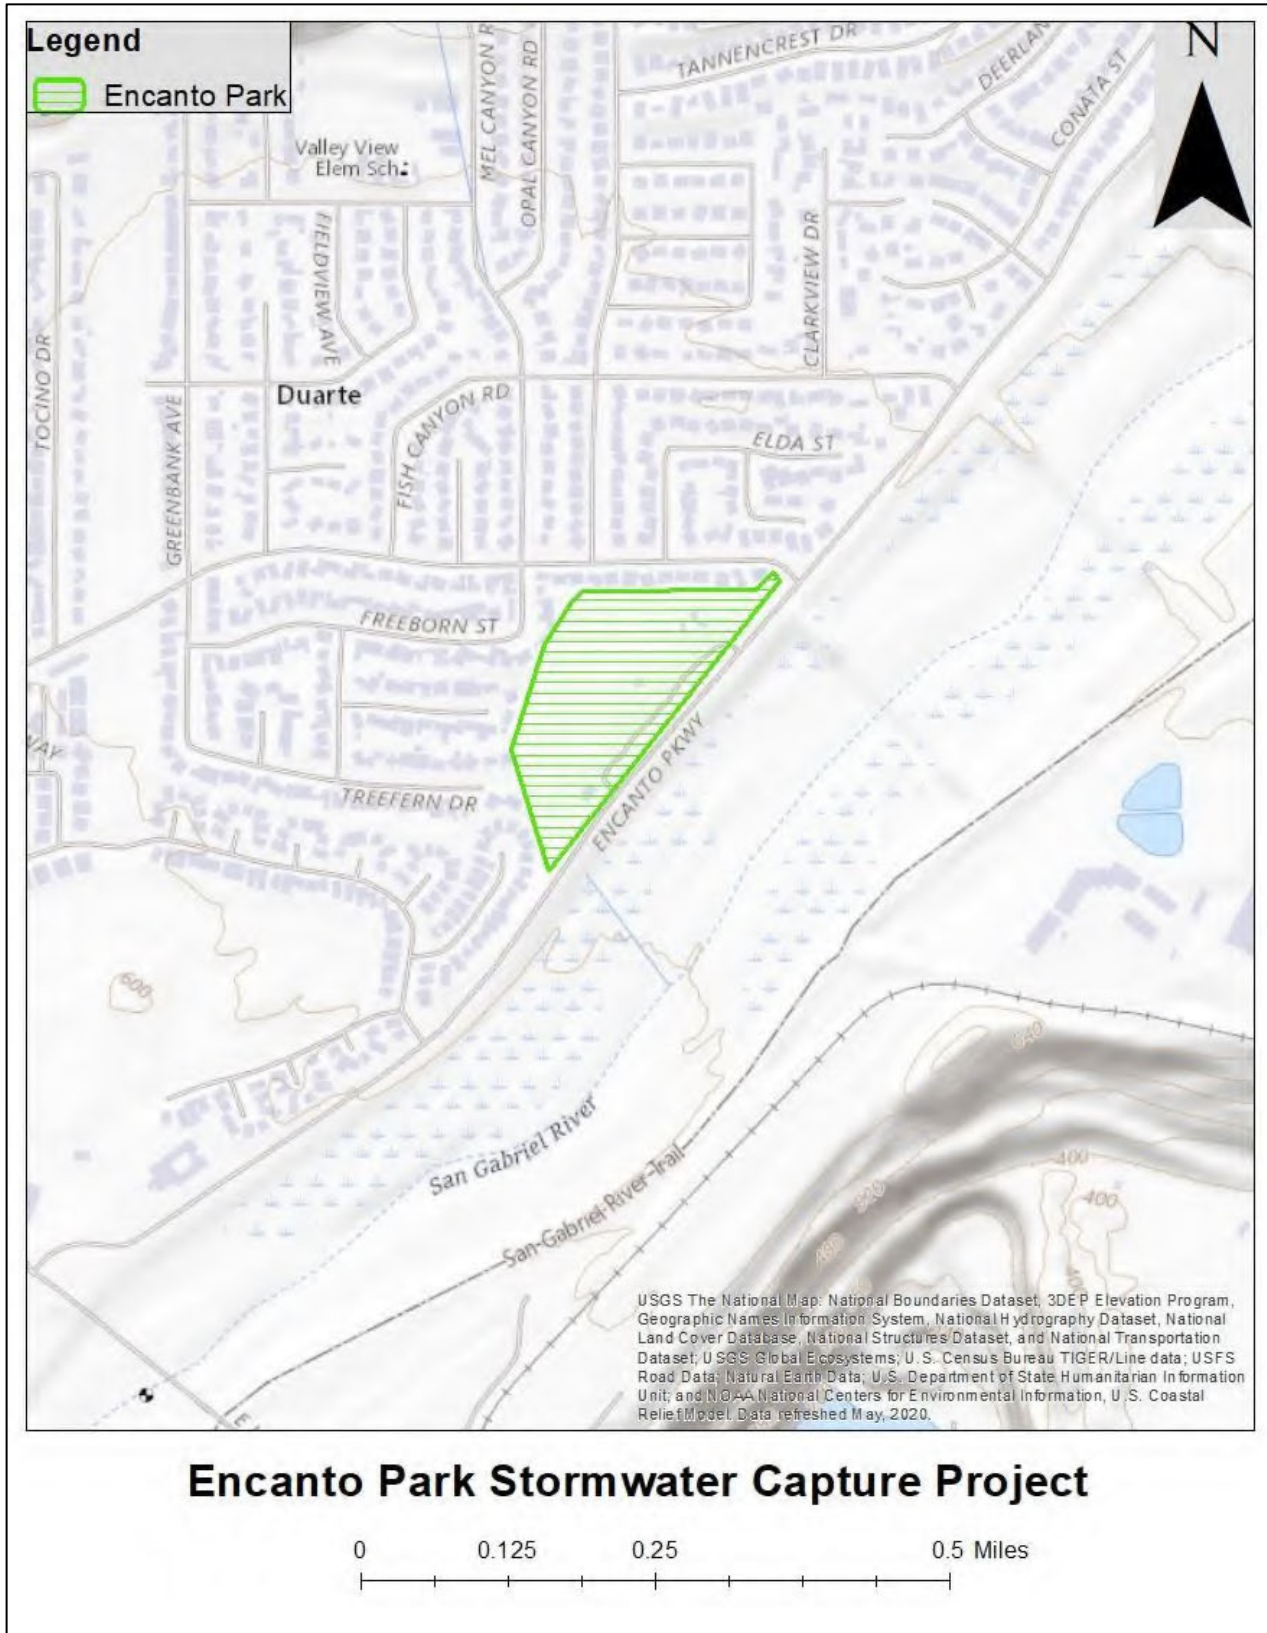 Legend
Encanto Park
N
TANNENCREST DR
DEERLAN
CONATA ST
MEL CANYON R
OPAL CANYON RD
Valley View
Elem Sch
FIELDVIEW AVE
CLARKVIEW DR
TOCINO DR
Duarte
GREENBANK AVE
FISH CANYON RD
ELDA ST
FREEBORN ST
WAY
TREEFERN DR
ENCANTO PKWY
600
640
San Gabriel River
San-Gabriel-River-Trail
400
400
480
USGS The National Map: National Boundaries Dataset, 3DEP Elevation Program,
Geographic Names Information System, National Hydrography Dataset, National
Land Cover Database, National Structures Dataset, and National Transportation
Dataset; USGS Global Ecosystems; U.S. Census Bureau TIGER/Line data; USFS
Road Data; Natural Earth Data; U.S. Department of State Humanitarian Information
Unit; and NOAA National Centers for Environmental Information, U.S. Coastal
Relief Model. Data refreshed May, 2020.
Encanto Park Stormwater Capture Project
0 0.125 0.25 0.5 Miles